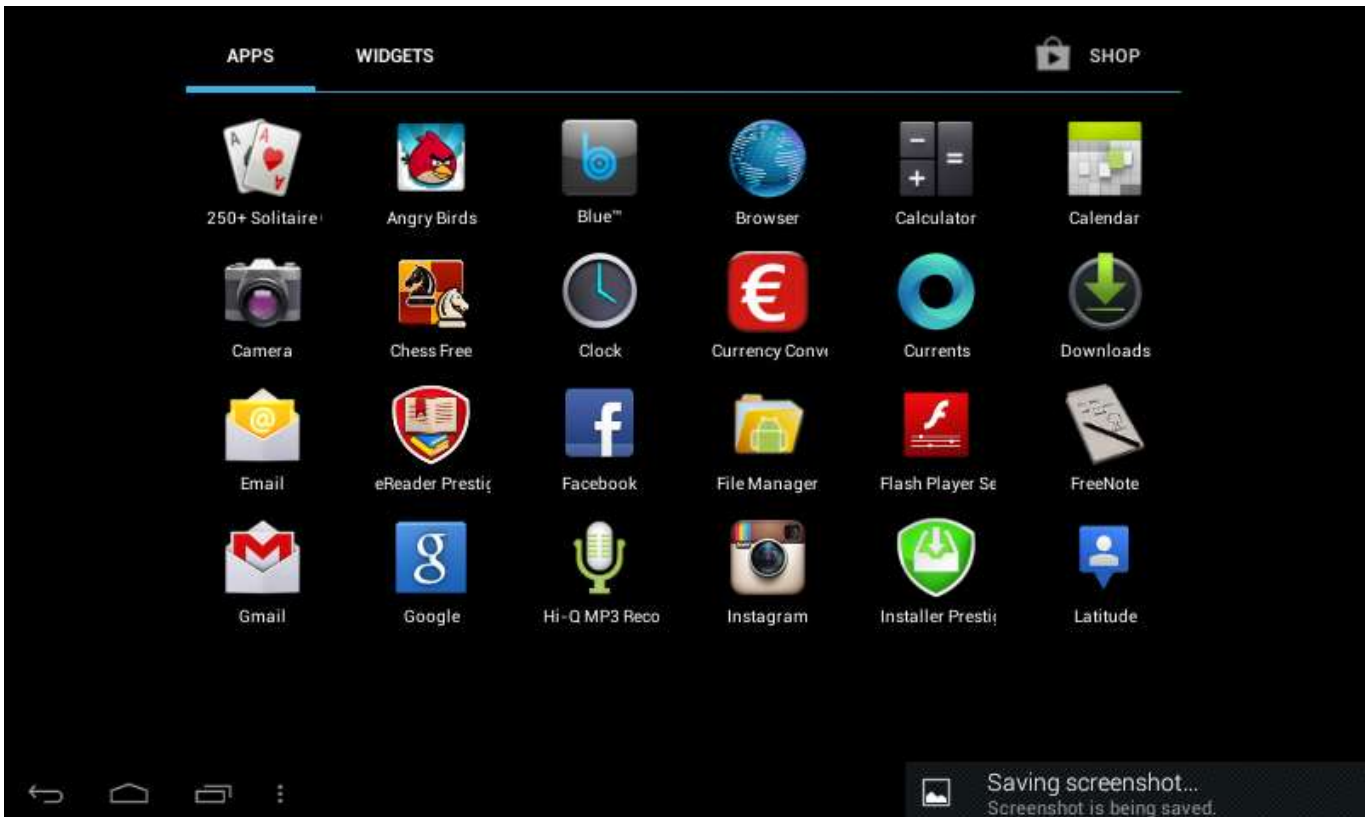 APPS WIDGETS SHOP
250+ Solitaire Angry Birds Blue™ Browser Calculator Calendar
Camera Chess Free Clock Currency Conv Currents Downloads
Email eReader Prestig Facebook File Manager Flash Player Se FreeNote
Gmail Google Hi-Q MP3 Reco Instagram Installer Prestig Latitude
Saving screenshot...
Screenshot is being saved.